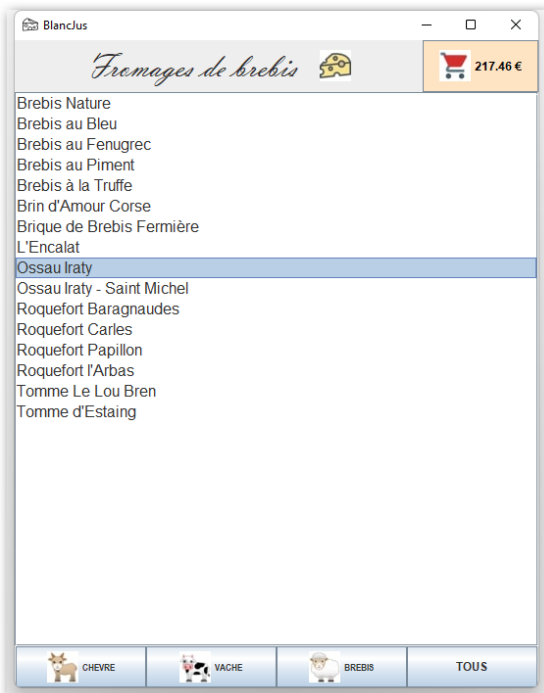 BlancJus
Fromages de brebis
217.46 €
Brebis Nature
Brebis au Bleu
Brebis au Fenugrec
Brebis au Piment
Brebis à la Truffe
Brin d'Amour Corse
Brique de Brebis Fermière
L'Encalat
Ossau Iraty
Ossau Iraty - Saint Michel
Roquefort Baragnaudes
Roquefort Carles
Roquefort Papillon
Roquefort l'Arbas
Tomme Le Lou Bren
Tomme d'Estaing
CHEVRE VACHE BREBIS TOUS